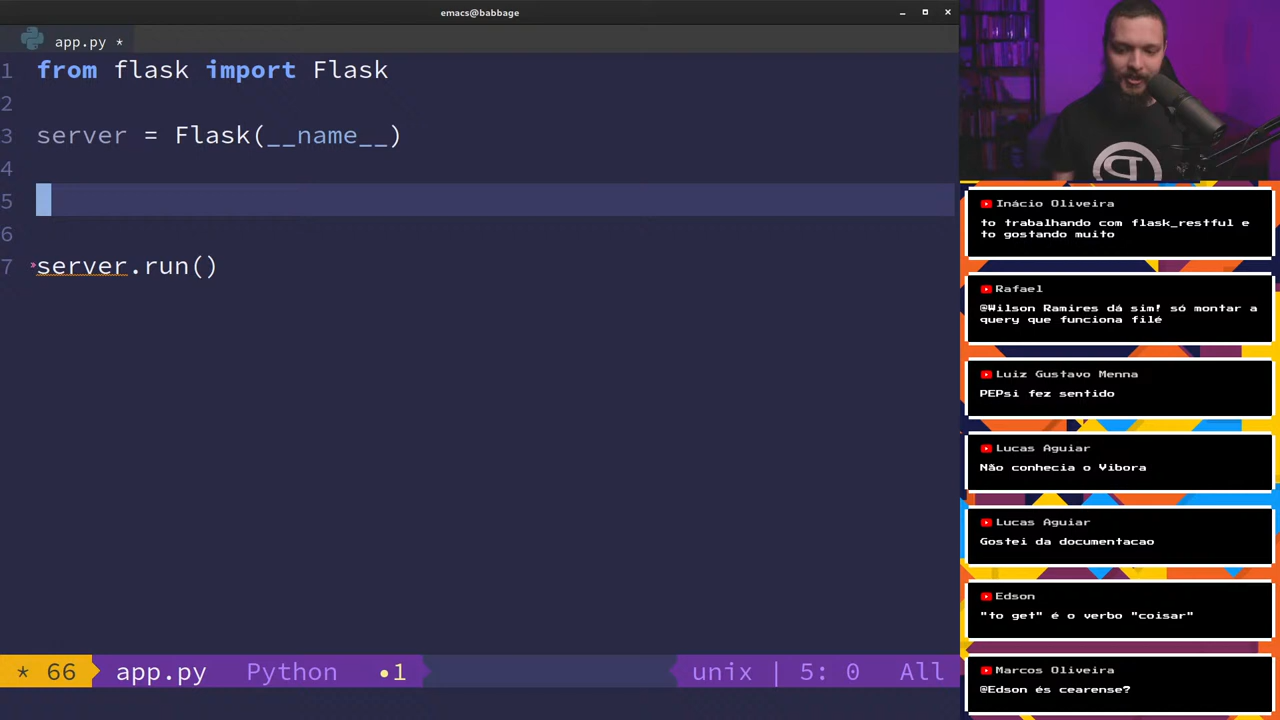 emacs@babbage
app.py *
1 from flask import Flask
2
3 server = Flask(__name__)
4
5
6
7 server.run()
* 66 app.py Python •1 unix | 5: 0 All
Inácio Oliveira
to trabalhando com flask_restful e
to gostando muito
Rafael
@Wilson Ramires dá sim! só montar a
query que funciona filé
Luiz Gustavo Menna
PEPsi fez sentido
Lucas Aguiar
Não conhecia o Vibora
Lucas Aguiar
Gostei da documentacao
Edson
"to get" é o verbo "coisar"
Marcos Oliveira
@Edson és cearense?